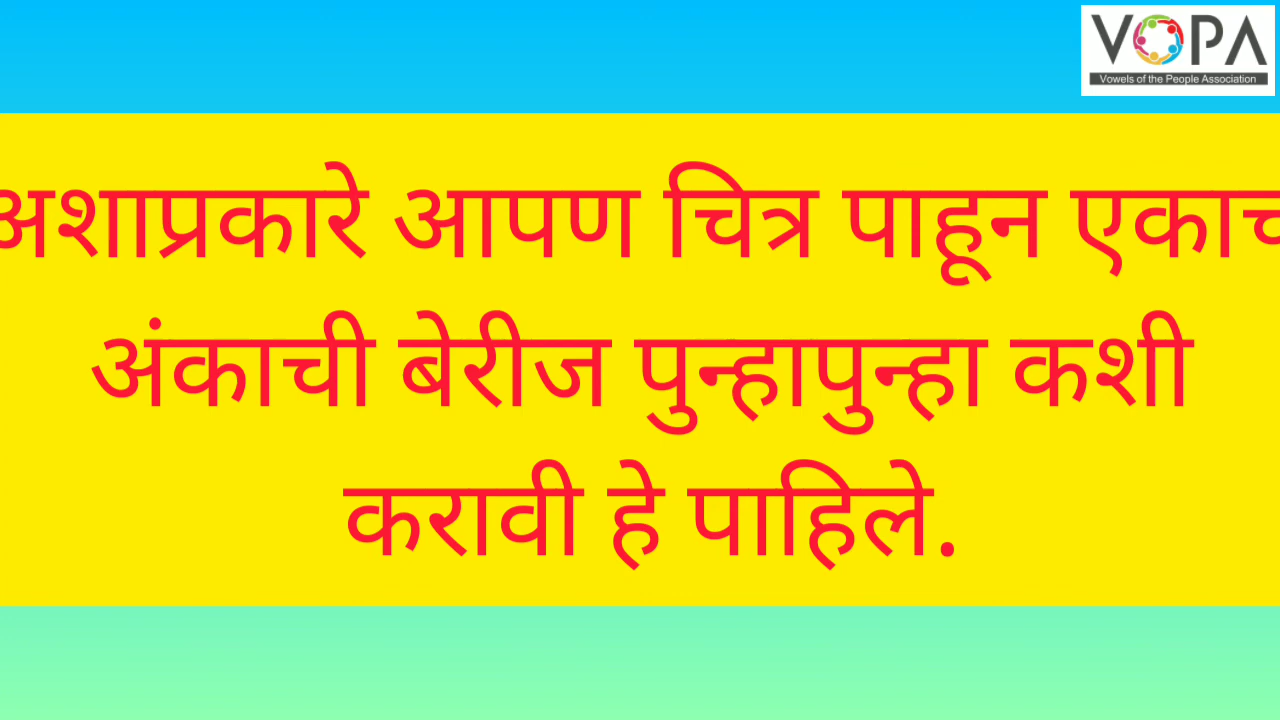 VOPA
Vowels of the People Association
अशाप्रकारे आपण चित्र पाहून एकाच
अंकाची बेरीज पुन्हापुन्हा कशी
करावी हे पाहिले.